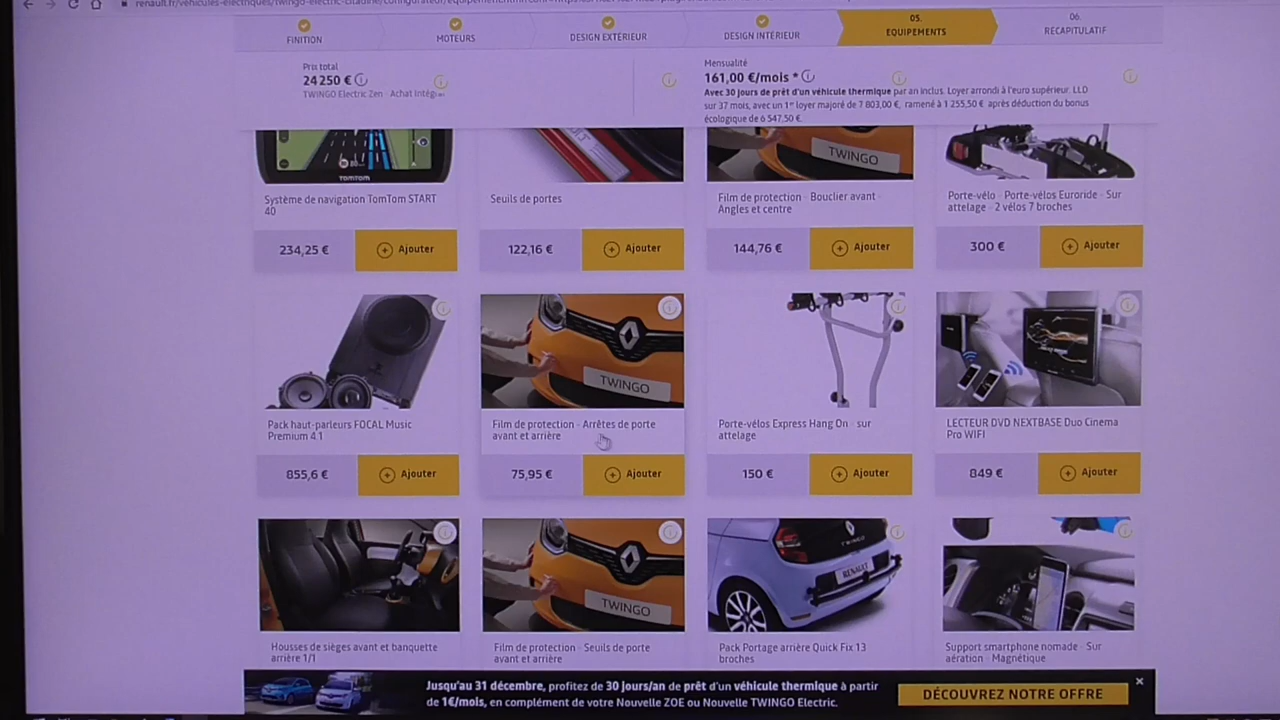 FINITION
MOTEURS
DESIGN EXTÉRIEUR
DESIGN INTÉRIEUR
05.
EQUIPEMENTS
06.
RÉCAPITULATIF
Prix total
24 250 €
TWINGO Electric Zen - Achat Intég
Mensualité
161,00 €/mois *
Avec 30 jours de prêt d'un véhicule thermique par an inclus. Loyer arrondi à l'euro supérieur. LLD
sur 37 mois, avec un 1er loyer majoré de 7 803,00 €, ramené à 1 255,50 € après déduction du bonus
écologique de 6 547,50 €.
80
TOMTOM
TWINGO
Système de navigation TomTom START
40
Seuils de portes
Film de protection - Bouclier avant
Angles et centre
Porte-vélo - Porte-vélos Euroride - Sur
attelage - 2 vélos 7 broches
234,25 €
Ajouter
122,16 €
Ajouter
144,76 €
Ajouter
300 €
Ajouter
TWINGO
Pack haut-parleurs FOCAL Music
Premium 4.1
Film de protection - Arrêtes de porte
avant et arrière
Porte-vélos Express Hang On - sur
attelage
LECTEUR DVD NEXTBASE Duo Cinema
Pro WIFI
855,6 €
Ajouter
75,95 €
Ajouter
150 €
Ajouter
849 €
Ajouter
TWINGO
TWINGO
RENAULT
Housses de sièges avant et banquette
arrière 1/1
Film de protection - Seuils de porte
avant et arrière
Pack Portage arrière Quick Fix 13
broches
Support smartphone nomade - Sur
aération - Magnétique
Jusqu'au 31 décembre, profitez de 30 jours/an de prêt d'un véhicule thermique à partir
de 1€/mois, en complément de votre Nouvelle ZOE ou Nouvelle TWINGO Electric.
DÉCOUVREZ NOTRE OFFRE